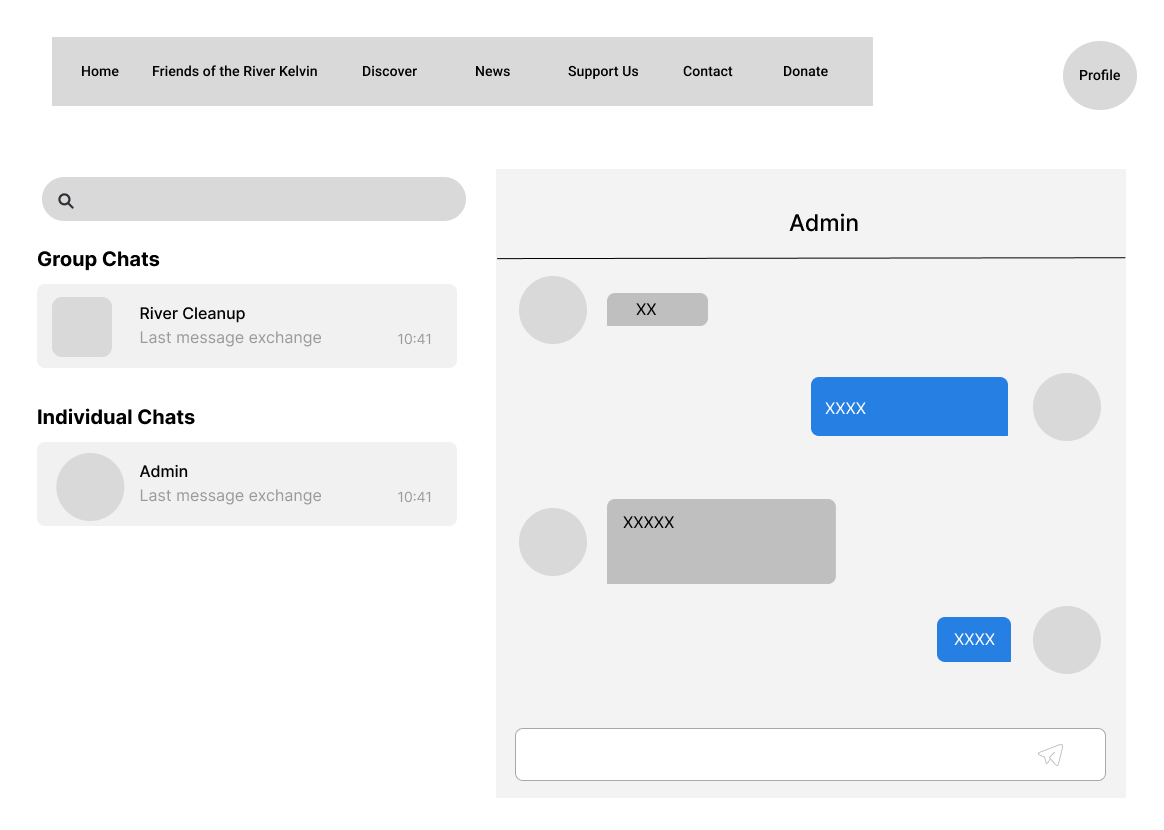 Home Friends of the River Kelvin Discover News Support Us Contact Donate
Profile
Group Chats
River Cleanup
Last message exchange 10:41
Individual Chats
Admin
Last message exchange 10:41
Admin
XX
XXXX
XXXXX
XXXX